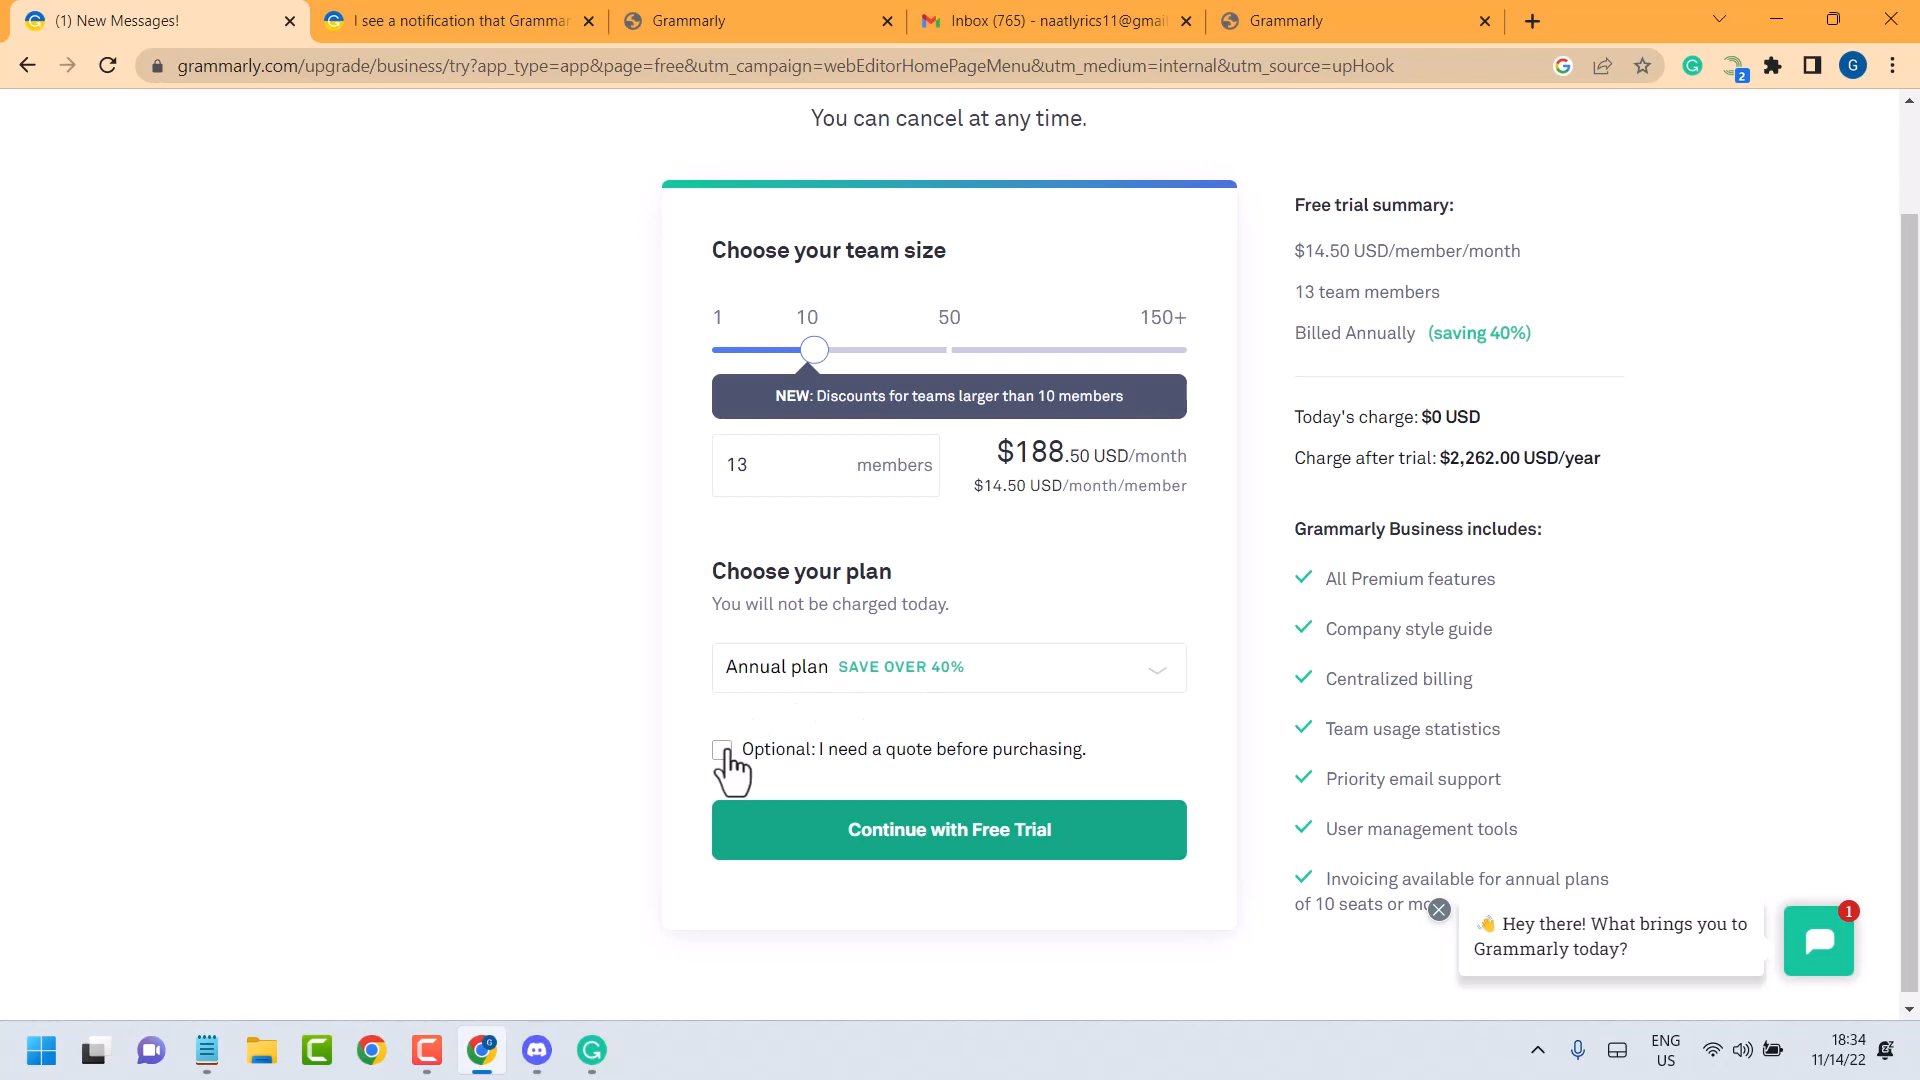 (1) New Messages!
I see a notification that Grammar
Grammarly
Inbox (765) - naatlyrics11@gmai
Grammarly
grammarly.com/upgrade/business/try?app_type=app&page=free&utm_campaign=webEditorHomePageMenu&utm_medium=internal&utm_source=upHook
2
G
You can cancel at any time.
Choose your team size
1 10 50 150+
NEW: Discounts for teams larger than 10 members
13 members
$188.50 USD/month
$14.50 USD/month/member
Choose your plan
You will not be charged today.
Annual plan SAVE OVER 40%
Optional: I need a quote before purchasing.
Continue with Free Trial
Free trial summary:
$14.50 USD/member/month
13 team members
Billed Annually (saving 40%)
Today's charge: $0 USD
Charge after trial: $2,262.00 USD/year
Grammarly Business includes:
All Premium features
Company style guide
Centralized billing
Team usage statistics
Priority email support
User management tools
Invoicing available for annual plans
of 10 seats or
👋 Hey there! What brings you to
Grammarly today?
1
ENG
US
18:34
11/14/22